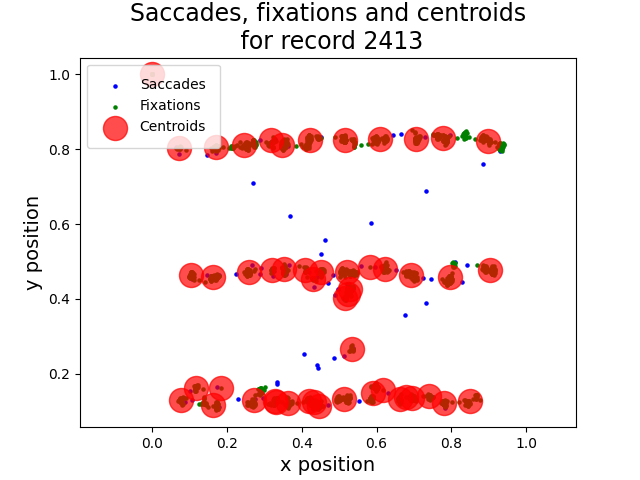 Saccades, fixations and centroids
for record 2413
Saccades
Fixations
Centroids
1.0
0.8
0.6
0.4
0.2
y position
0.0 0.2 0.4 0.6 0.8 1.0
x position